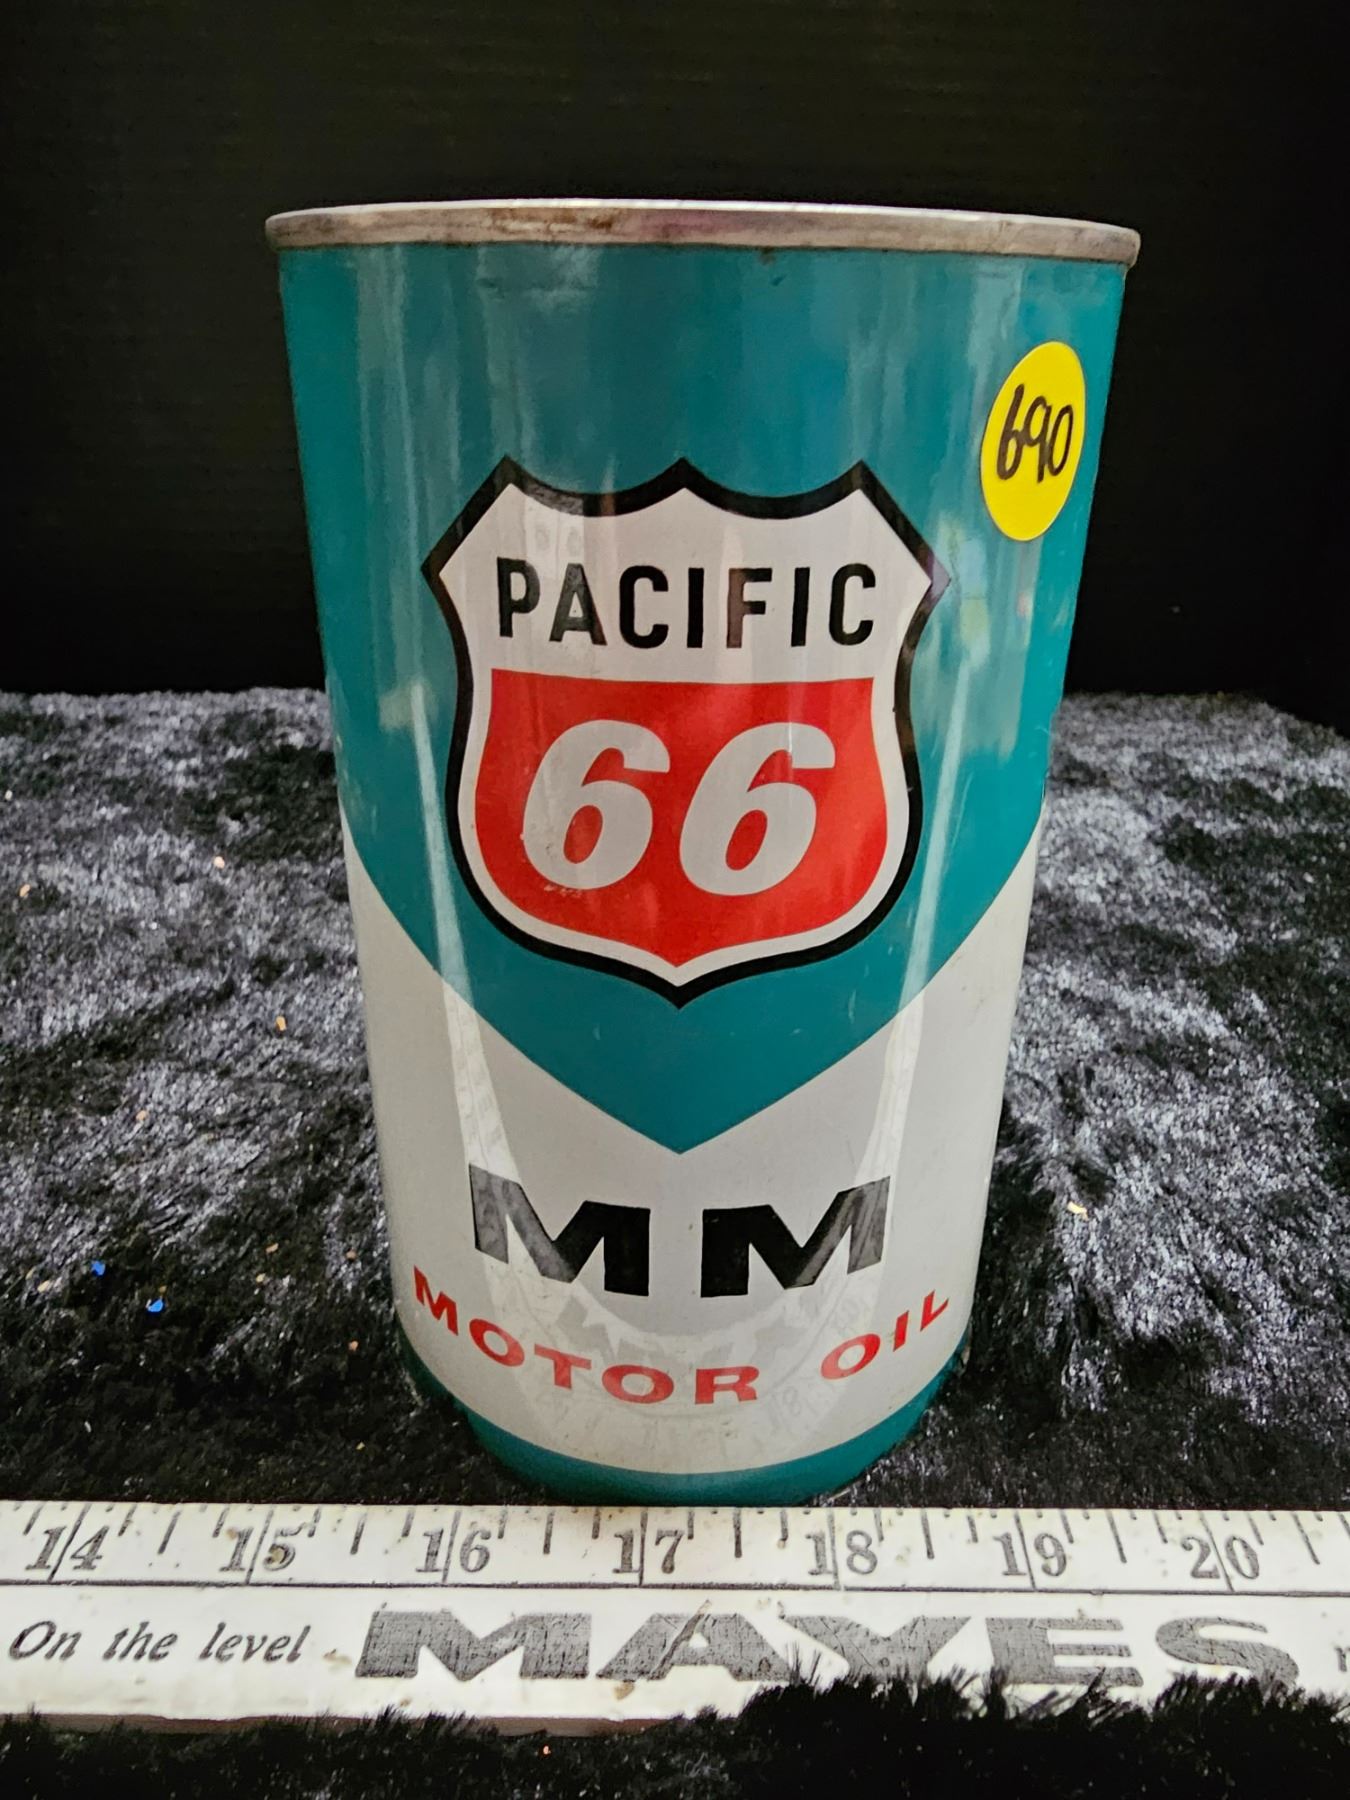 690
PACIFIC
66
MM
MOTOR OIL
14 15 16 17 18 19 20
On the level MAYES